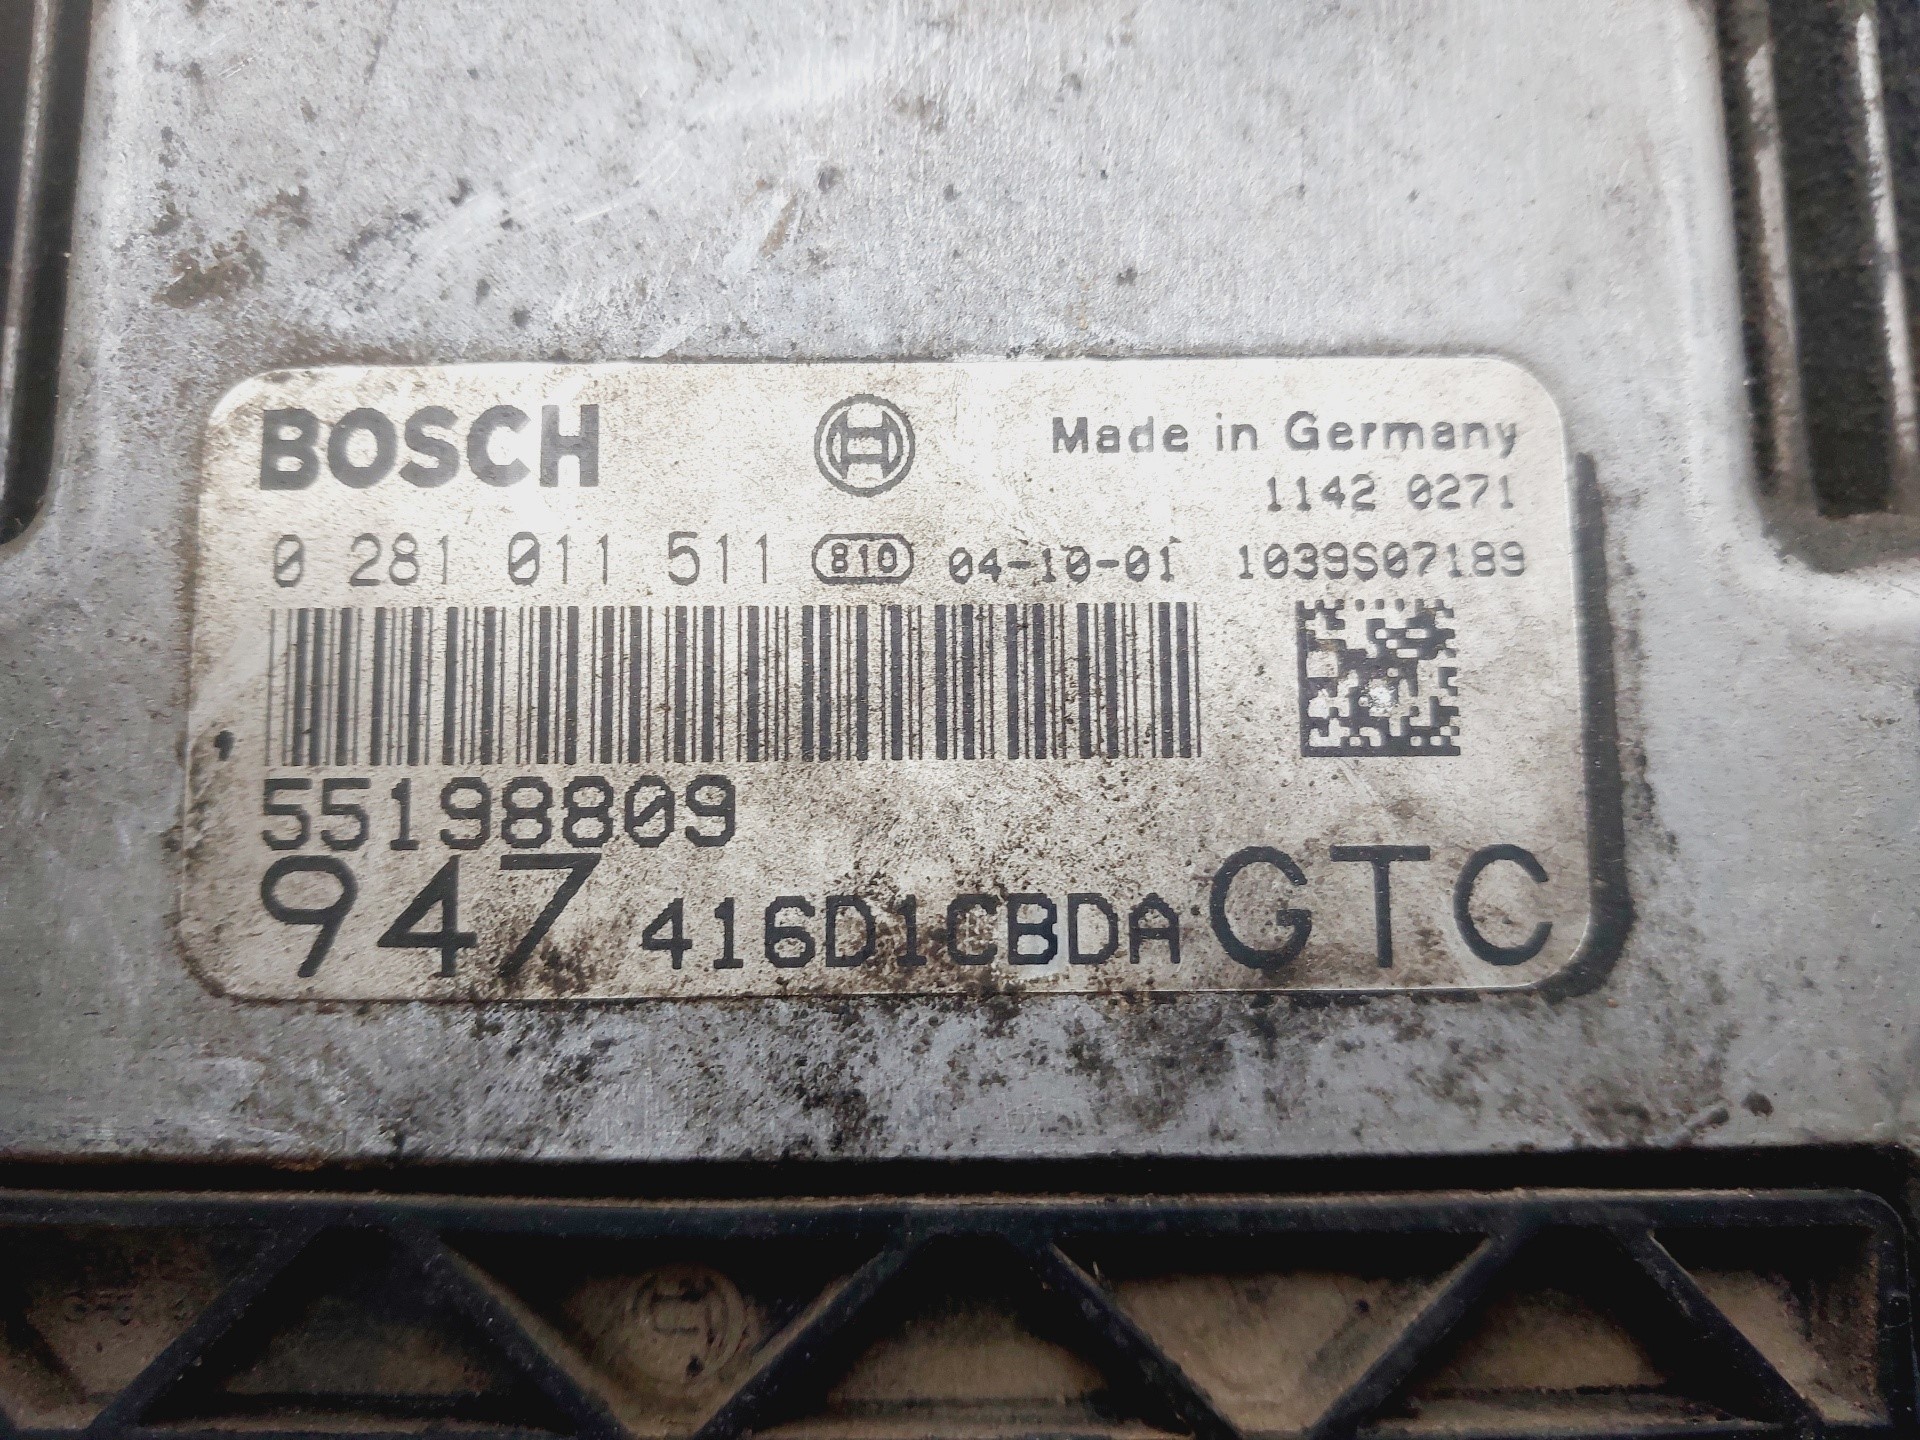 BOSCH
Made in Germany
1142 0271
0 281 011 511 810 04-10-01 1039S07189
55198809
947 416D1CBDA GTC